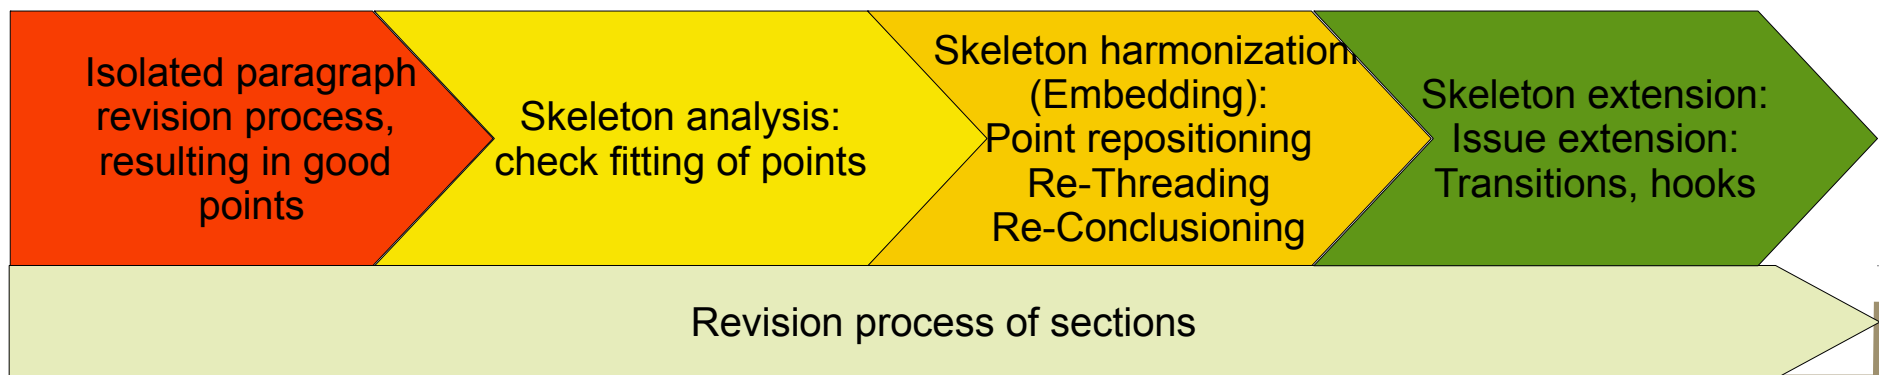 Isolated paragraph
revision process,
resulting in good
points
Skeleton analysis:
check fitting of points
Skeleton harmonization
(Embedding):
Point repositioning
Re-Threading
Re-Conclusioning
Skeleton extension:
Issue extension:
Transitions, hooks
Revision process of sections